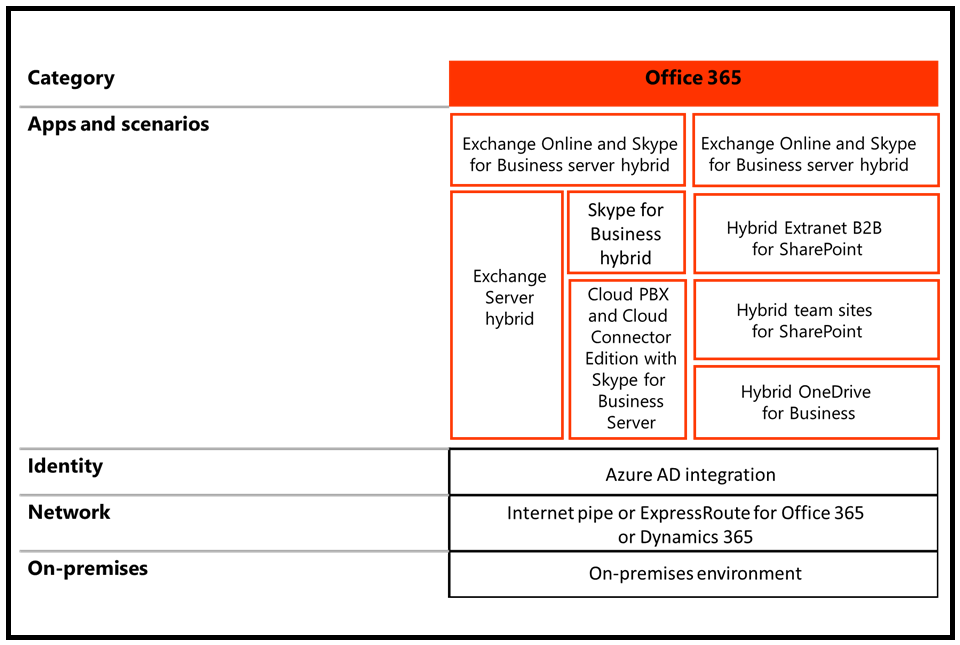 Category
Office 365
Apps and scenarios
Exchange Online and Skype
for Business server hybrid
Exchange Online and Skype
for Business server hybrid
Exchange
Server
hybrid
Skype for
Business
hybrid
Cloud PBX
and Cloud
Connector
Edition with
Skype for
Business
Server
Hybrid Extranet B2B
for SharePoint
Hybrid team sites
for SharePoint
Hybrid OneDrive
for Business
Identity
Azure AD integration
Network
Internet pipe or ExpressRoute for Office 365
or Dynamics 365
On-premises
On-premises environment